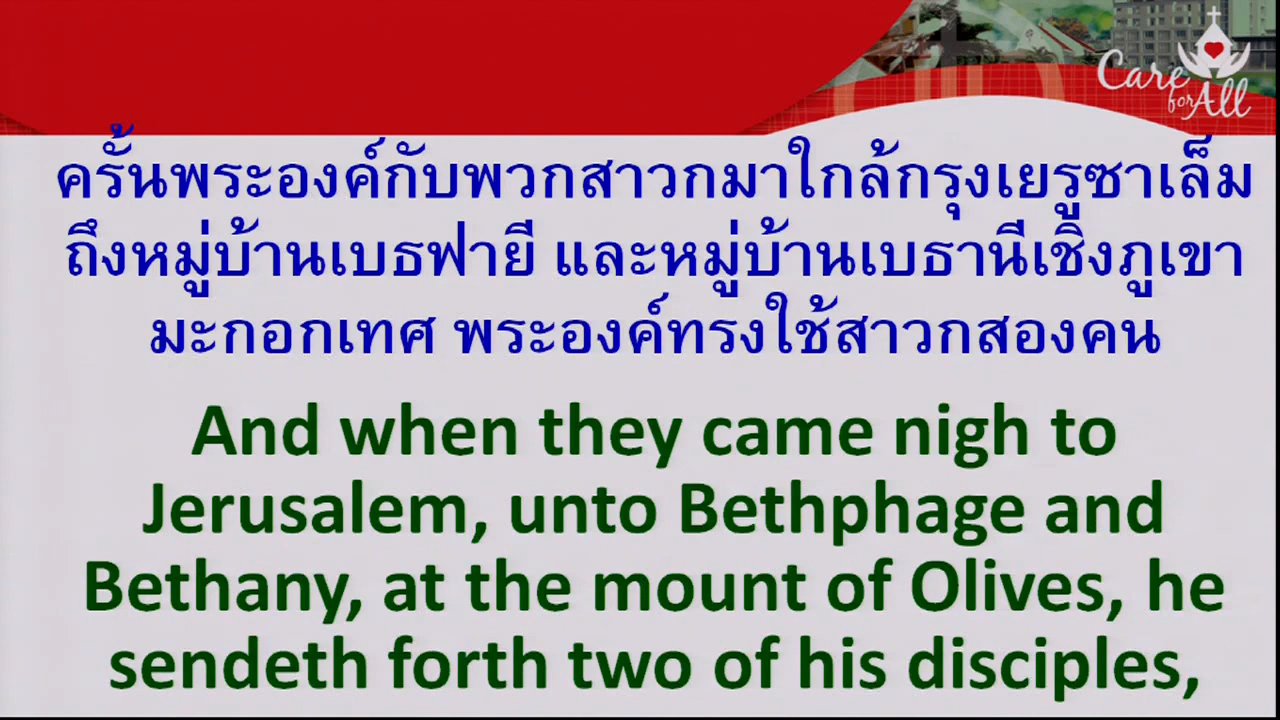 Care
for All
ครั้นพระองค์กับพวกสาวกมาใกล้กรุงเยรูซาเล็ม
ถึงหมู่บ้านเบธฟายี และหมู่บ้านเบธานีเชิงภูเขา
มะกอกเทศ พระองค์ทรงใช้สาวกสองคน
And when they came nigh to
Jerusalem, unto Bethphage and
Bethany, at the mount of Olives, he
sendeth forth two of his disciples,